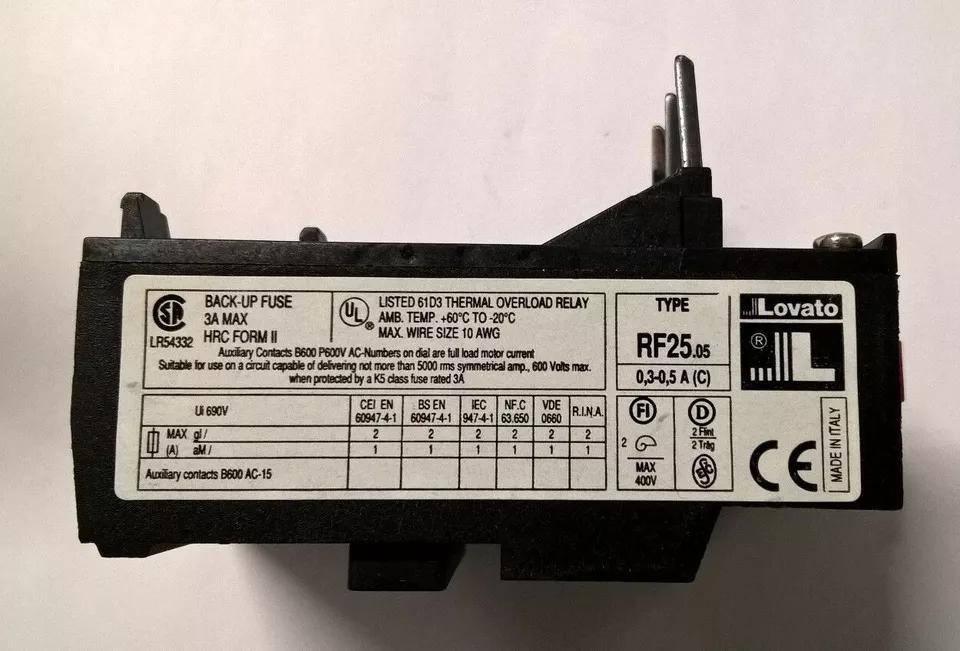 BACK-UP FUSE
3A MAX
HRC FORM II
LR54332
UL
®
LISTED 61D3 THERMAL OVERLOAD RELAY
AMB. TEMP. +60°C TO -20°C
MAX. WIRE SIZE 10 AWG
Auxiliary Contacts B600 P600V AC-Numbers on dial are full load motor current
Suitable for use on a circuit capable of delivering not more than 5000 rms symmetrical amp., 600 Volts max.
when protected by a K5 class fuse rated 3A
TYPE
RF25.05
0,3-0,5 A (C)
Lovato
®
L
Ui 690V
CEI EN 60947-4-1
BS EN 60947-4-1
IEC 947-4-1
NF.C 63.650
VDE 0660
R.I.N.A.
MAX gl / 2 2 2 2 2 2
(A) aM / 1 1 1 1 1 1
Auxiliary contacts B600 AC-15
FI
2
MAX
400V
D
2 Flint
2 Tråg
CE
MADE IN ITALY